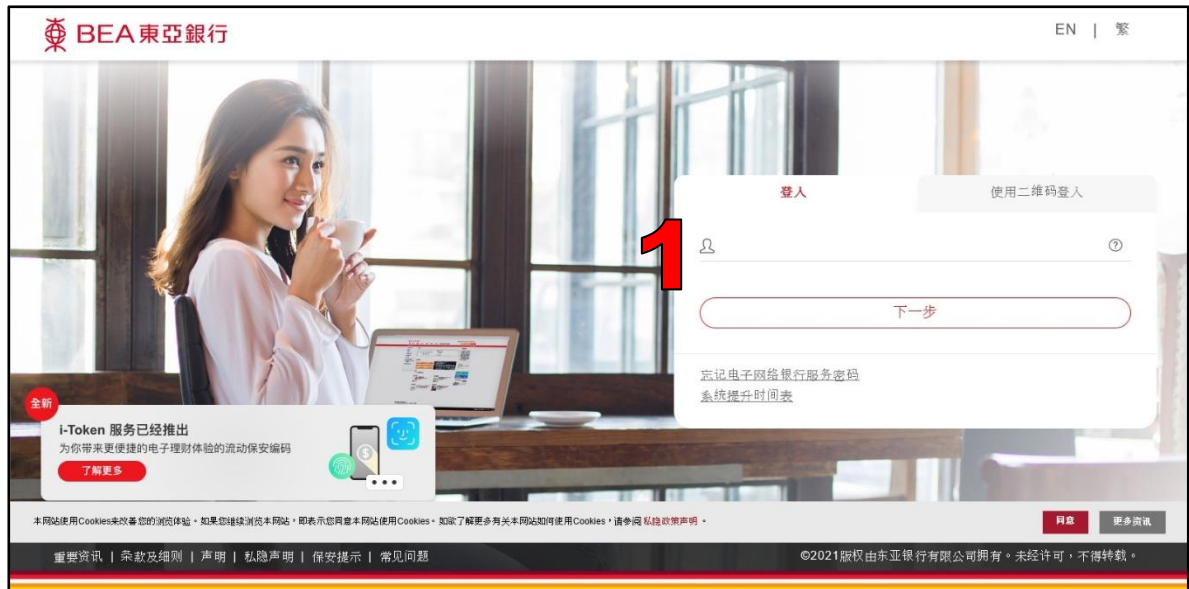 BEA東亞銀行
EN | 繁
登入
使用二维码登入
1
下一步
忘记电子网络银行服务密码
系统提升时间表
全新
i-Token 服务已经推出
为你带来更便捷的电子理财体验的流动保安编码
了解更多
本网站使用Cookies来改善您的浏览体验。如果您继续浏览本网站，即表示您同意本网站使用Cookies。如欲了解更多有关本网站如何使用Cookies，请参阅 私隐政策声明 。
同意
更多资讯
重要资讯 | 条款及细则 | 声明 | 私隐声明 | 保安提示 | 常见问题
©2021版权由东亚银行有限公司拥有。未经许可，不得转载。